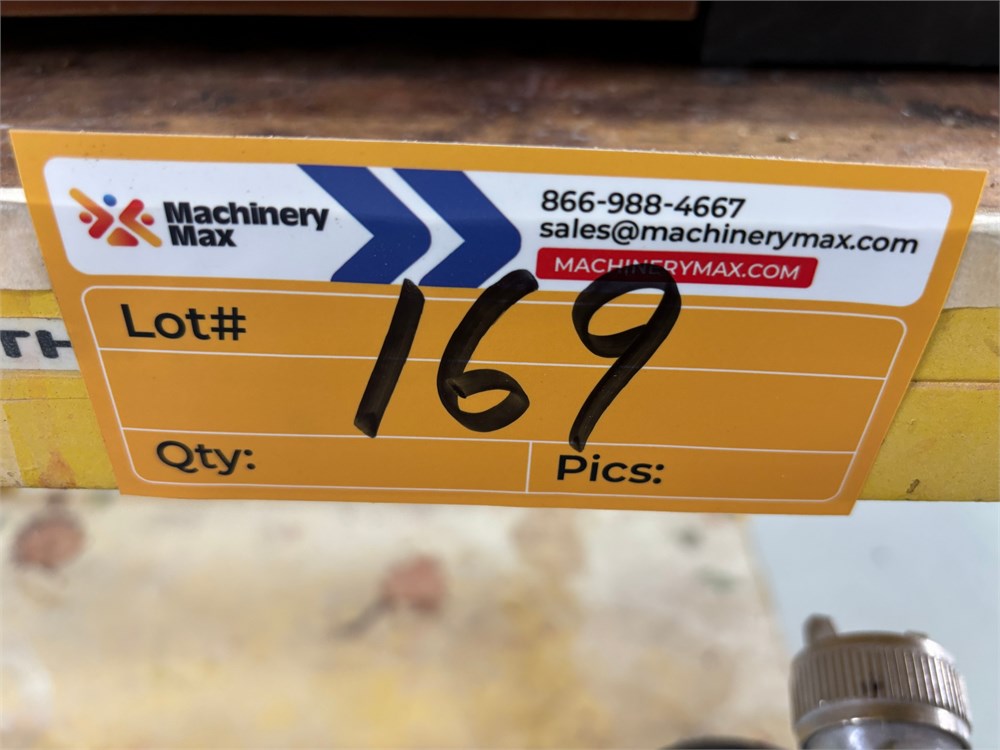 Machinery
Max
866-988-4667
sales@machinerymax.com
MACHINERYMAX.COM
Lot#
169
Qty:
Pics: